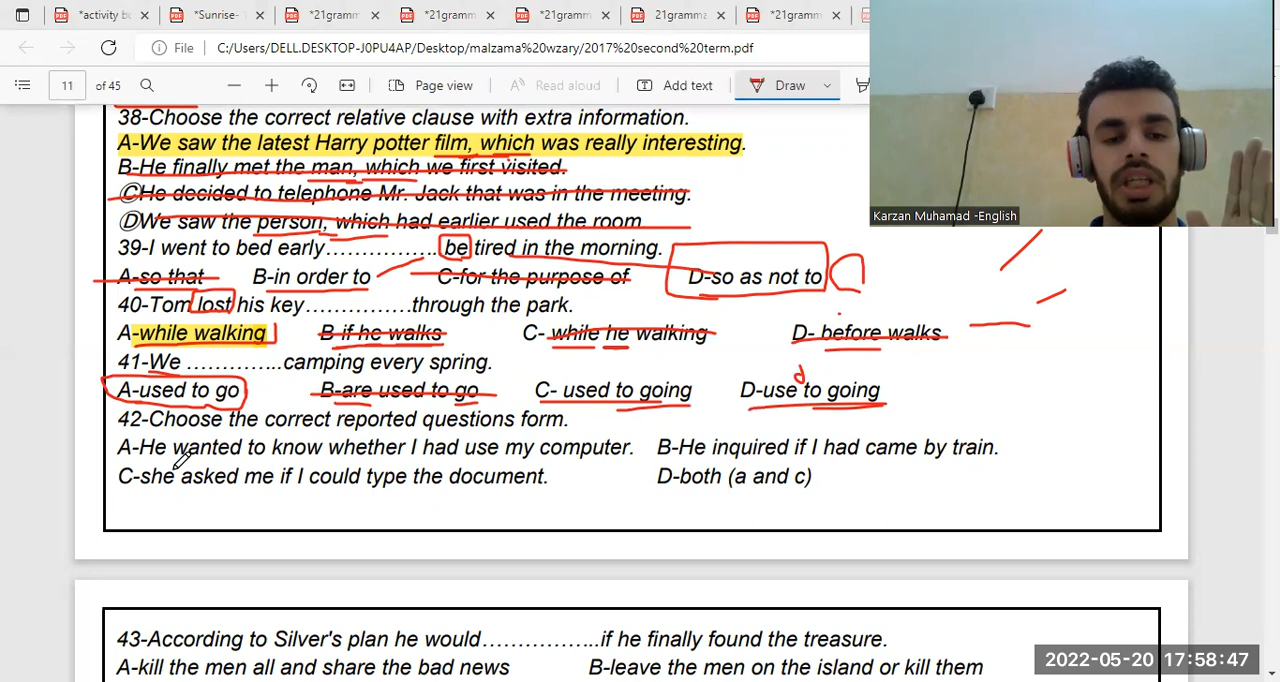 *activity b
*Sunrise-
*21gramm
*21gramm
*21gramm
21gramma
*21gramm
File C:/Users/DELL.DESKTOP-J0PU4AP/Desktop/malzama%20wzary/2017%20second%20term.pdf
11 of 45 Page view Read aloud Add text Draw
38-Choose the correct relative clause with extra information.
A-We saw the latest Harry potter film, which was really interesting.
B-He finally met the man, which we first visited.
CHe decided to telephone Mr. Jack that was in the meeting.
DWe saw the person, which had earlier used the room
39-I went to bed early……………..be tired in the morning.
A-so that B-in order to C-for the purpose of D-so as not to
40-Tom lost his key……………through the park.
A-while walking B-if he walks C- while he walking D- before walks
41-We …………..camping every spring.
A-used to go B-are used to go C- used to going D-use to going
d
42-Choose the correct reported questions form.
A-He wanted to know whether I had use my computer. B-He inquired if I had came by train.
C-she asked me if I could type the document. D-both (a and c)
43-According to Silver's plan he would……………..if he finally found the treasure.
A-kill the men all and share the bad news B-leave the men on the island or kill them
Karzan Muhamad -English
2022-05-20 17:58:47